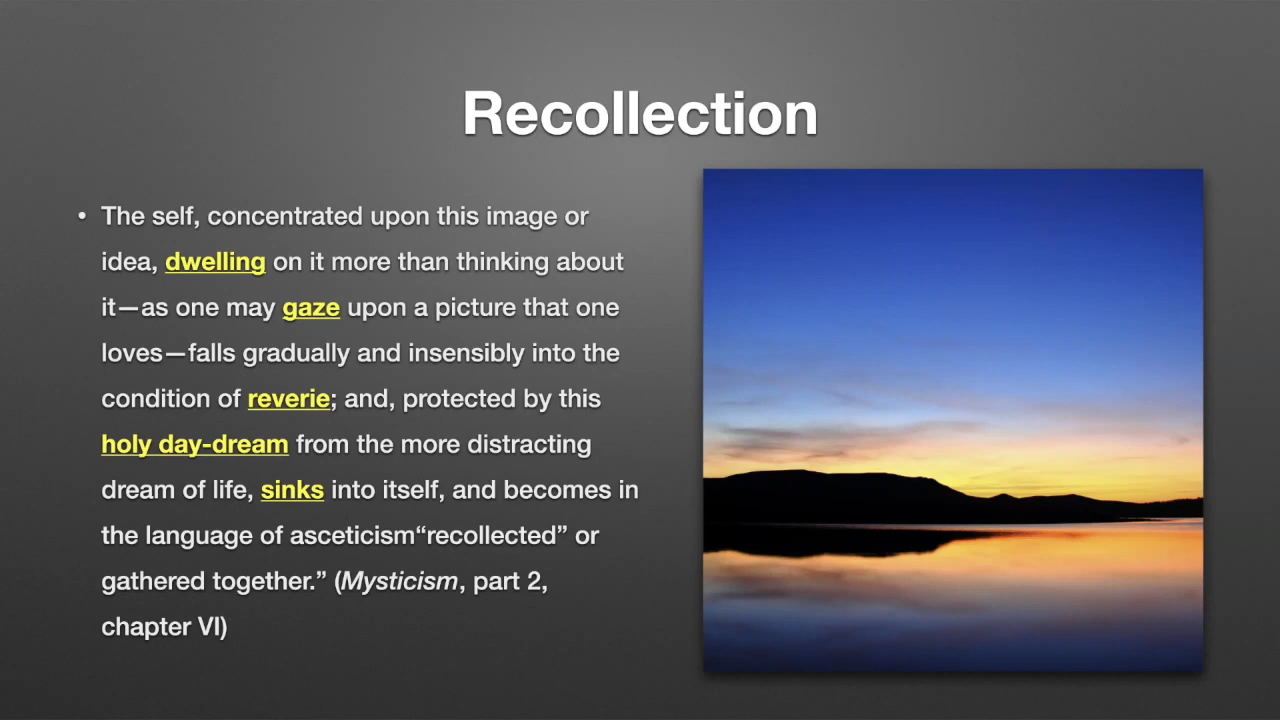 Recollection
• The self, concentrated upon this image or
idea, dwelling on it more than thinking about
it—as one may gaze upon a picture that one
loves—falls gradually and insensibly into the
condition of reverie; and, protected by this
holy day-dream from the more distracting
dream of life, sinks into itself, and becomes in
the language of asceticism“recollected” or
gathered together.” (Mysticism, part 2,
chapter VI)